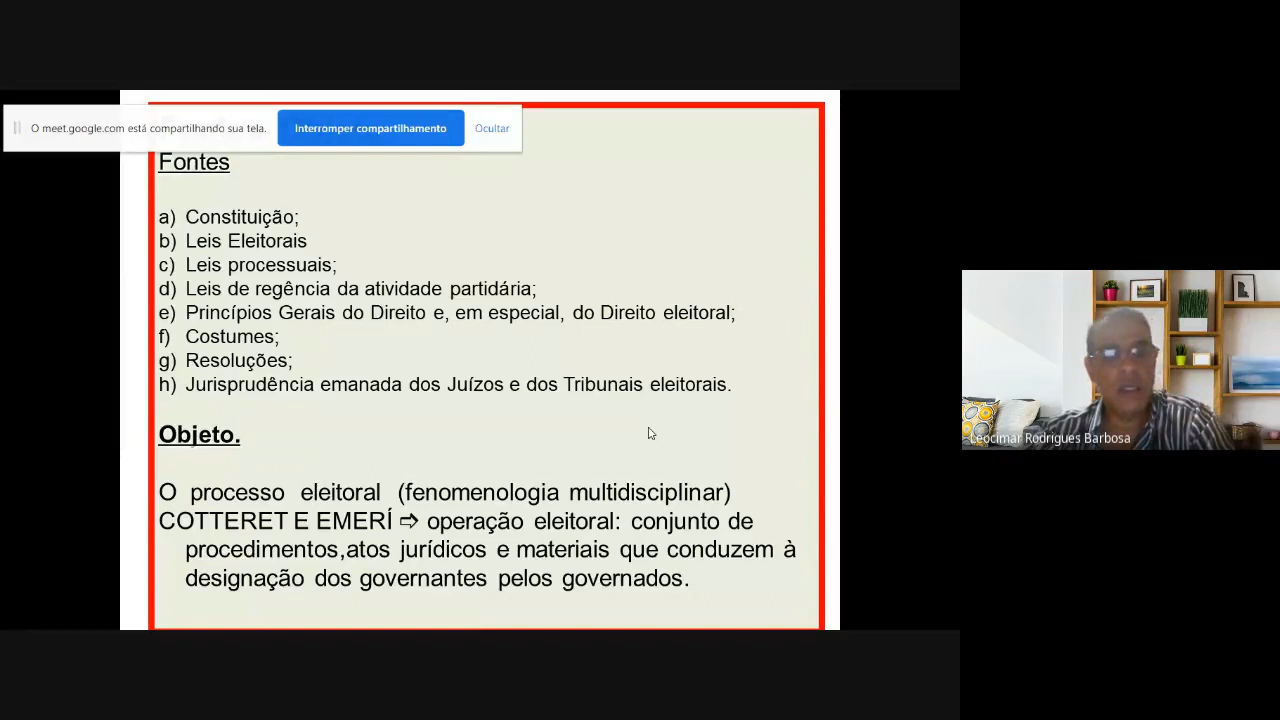 O meet.google.com está compartilhando sua tela.
Interromper compartilhamento
Ocultar
Fontes
a) Constituição;
b) Leis Eleitorais
c) Leis processuais;
d) Leis de regência da atividade partidária;
e) Princípios Gerais do Direito e, em especial, do Direito eleitoral;
f) Costumes;
g) Resoluções;
h) Jurisprudência emanada dos Juízos e dos Tribunais eleitorais.
Objeto.
O processo eleitoral (fenomenologia multidisciplinar)
COTTERET E EMERÍ ⇨ operação eleitoral: conjunto de
procedimentos,atos jurídicos e materiais que conduzem à
designação dos governantes pelos governados.
Leocimar Rodrigues Barbosa